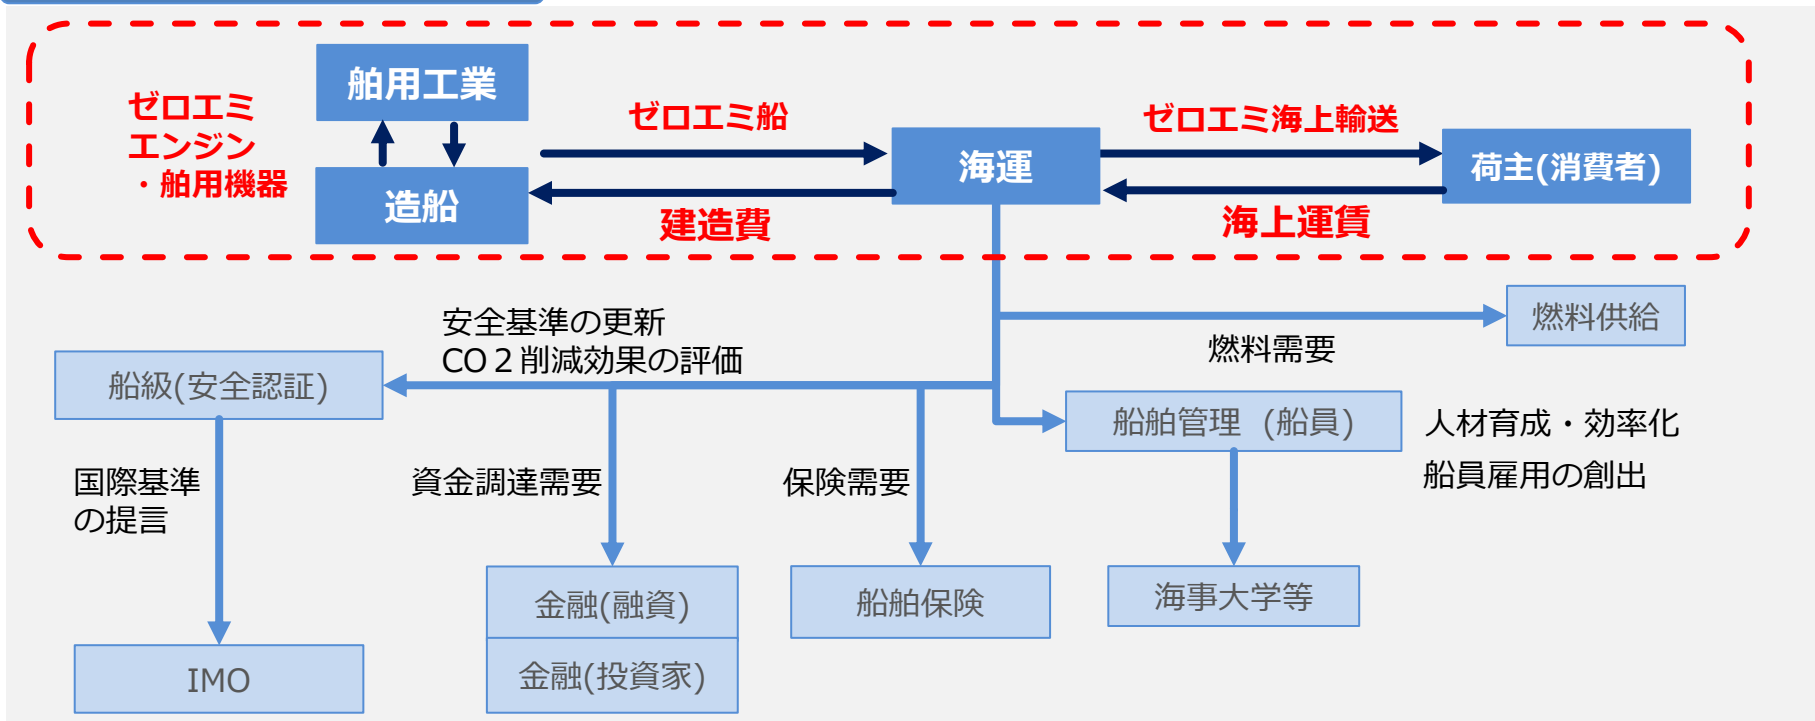 舶用工業
ゼロエミ
エンジン
・舶用機器
造船
ゼロエミ船
建造費
海運
ゼロエミ海上輸送
海上運賃
荷主(消費者)
安全基準の更新
CO２削減効果の評価
燃料需要
燃料供給
船級(安全認証)
船舶管理 (船員)
人材育成・効率化
船員雇用の創出
国際基準
の提言
資金調達需要
保険需要
金融(融資)
金融(投資家)
船舶保険
海事大学等
IMO